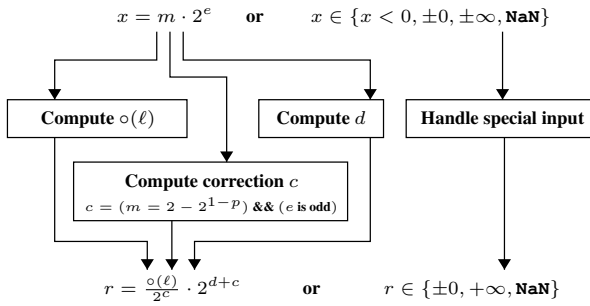 x = m · 2^e or x ∈ {x < 0, ±0, ±∞, NaN}
Compute ∘(ℓ) Compute d Handle special input
Compute correction c
c = (m = 2 − 2^{1−p}) && (e is odd)
r = ∘(ℓ)/2^c · 2^{d+c} or r ∈ {±0, +∞, NaN}